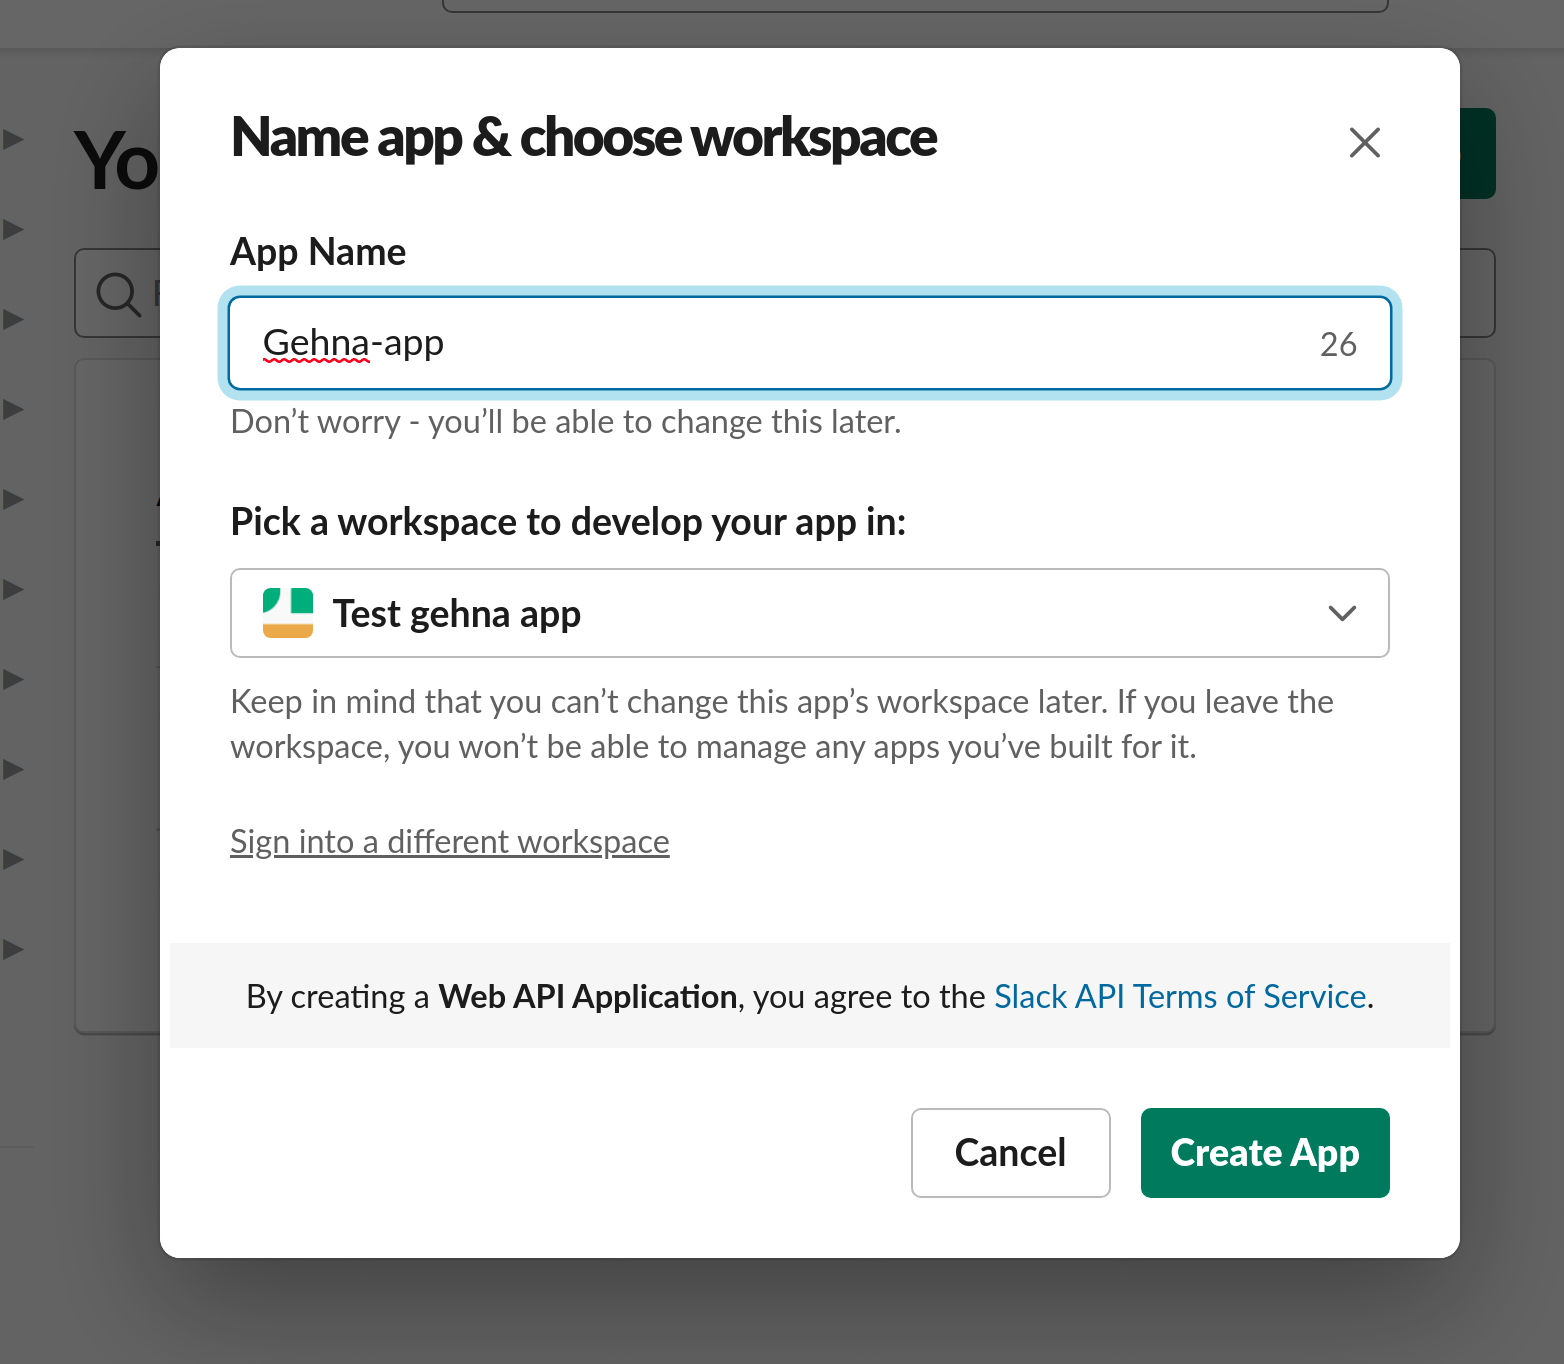 Yo
Name app & choose workspace
App Name
Gehna-app
26
Don’t worry - you’ll be able to change this later.
Pick a workspace to develop your app in:
Test gehna app
Keep in mind that you can’t change this app’s workspace later. If you leave the
workspace, you won’t be able to manage any apps you’ve built for it.
Sign into a different workspace
By creating a Web API Application, you agree to the Slack API Terms of Service.
Cancel
Create App